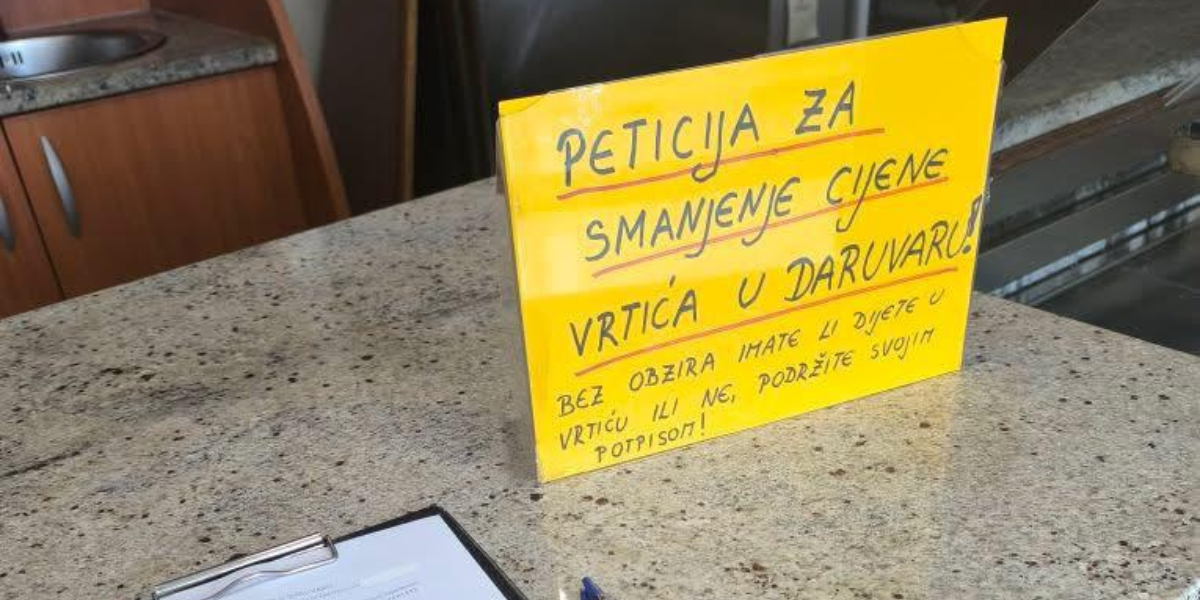 PETICIJA ZA
SMANJENJE CIJENE
VRTIĆA U DARUVARU!
BEZ OBZIRA IMATE LI DIJETE U
VRTIĆU ILI NE, PODRŽITE SVOJIM
POTPISOM!